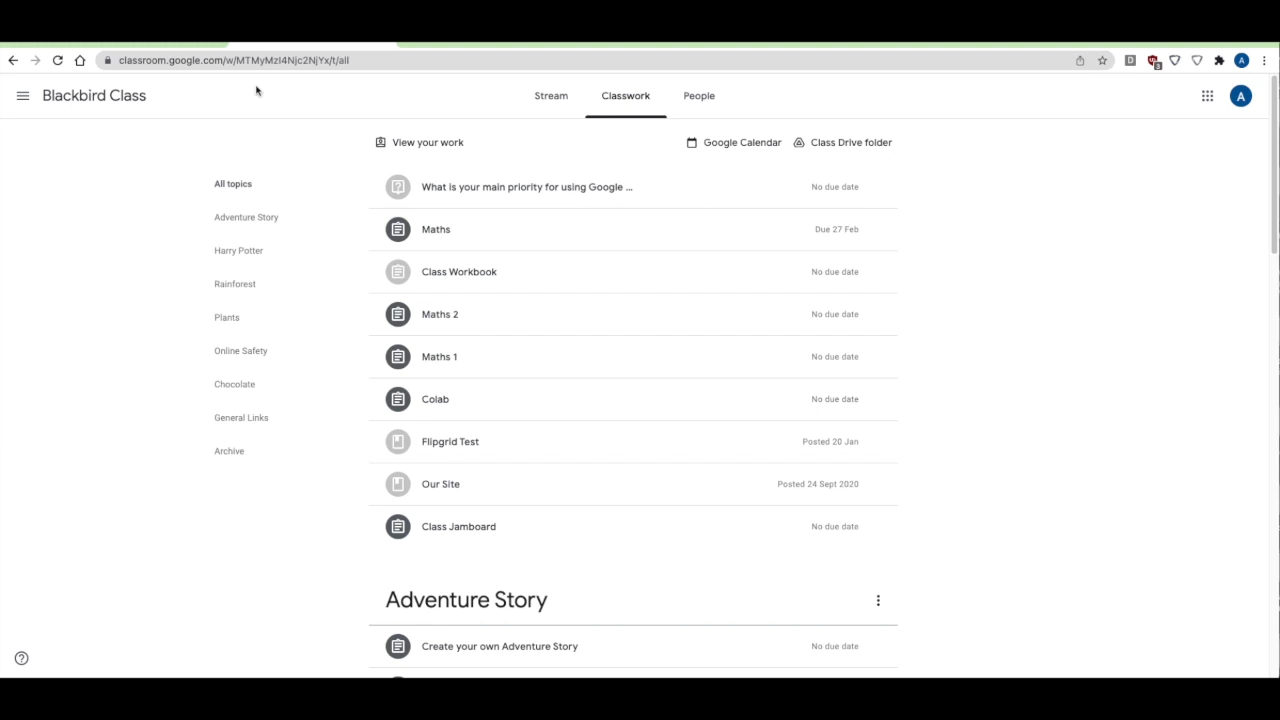 classroom.google.com/w/MTMyMzI4Njc2NjYx/t/all
D
A
Blackbird Class
Stream
Classwork
People
A
View your work
Google Calendar
Class Drive folder
All topics
Adventure Story
Harry Potter
Rainforest
Plants
Online Safety
Chocolate
General Links
Archive
What is your main priority for using Google ... No due date
Maths Due 27 Feb
Class Workbook No due date
Maths 2 No due date
Maths 1 No due date
Colab No due date
Flipgrid Test Posted 20 Jan
Our Site Posted 24 Sept 2020
Class Jamboard No due date
Adventure Story
Create your own Adventure Story No due date